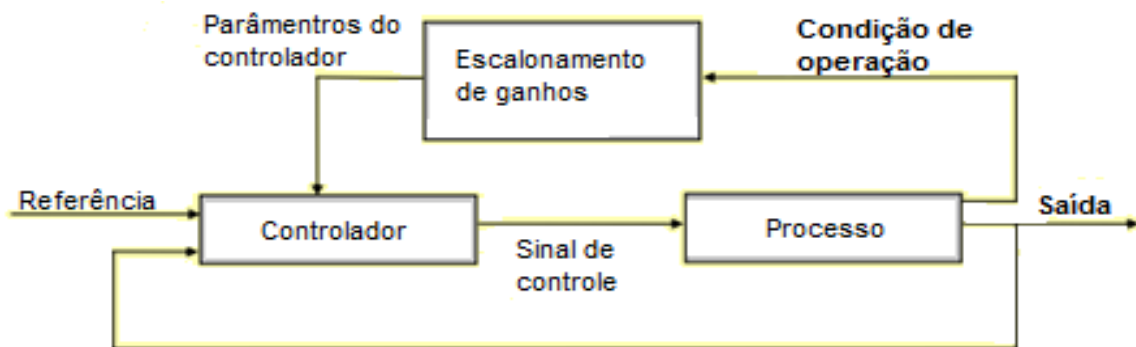 Parâmentros do
controlador
Escalonamento
de ganhos
Condição de
operação
Referência
Controlador
Sinal de
controle
Processo
Saída